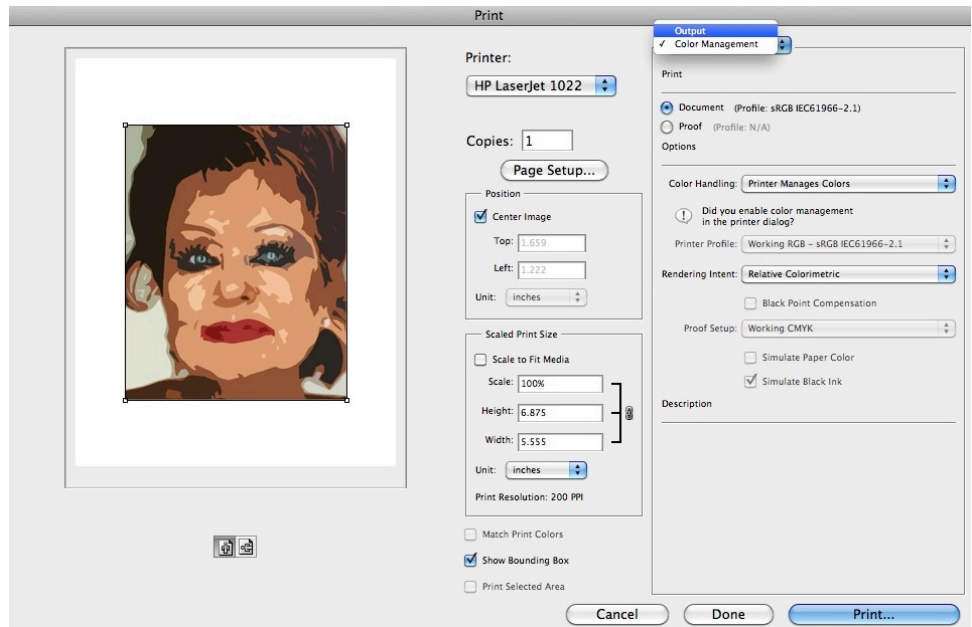 Print
Printer:
HP LaserJet 1022
Copies: 1
Page Setup...
Position
Center Image
Top: 1.659
Left: 1.222
Unit: inches
Scaled Print Size
Scale to Fit Media
Scale: 100%
Height: 6.875
Width: 5.555
Unit: inches
Print Resolution: 200 PPI
Match Print Colors
Show Bounding Box
Print Selected Area
Output
✓ Color Management
Print
Document (Profile: sRGB IEC61966-2.1)
Proof (Profile: N/A)
Options
Color Handling: Printer Manages Colors
Did you enable color management
in the printer dialog?
Printer Profile: Working RGB - sRGB IEC61966-2.1
Rendering Intent: Relative Colorimetric
Black Point Compensation
Proof Setup: Working CMYK
Simulate Paper Color
Simulate Black Ink
Description
Cancel
Done
Print...